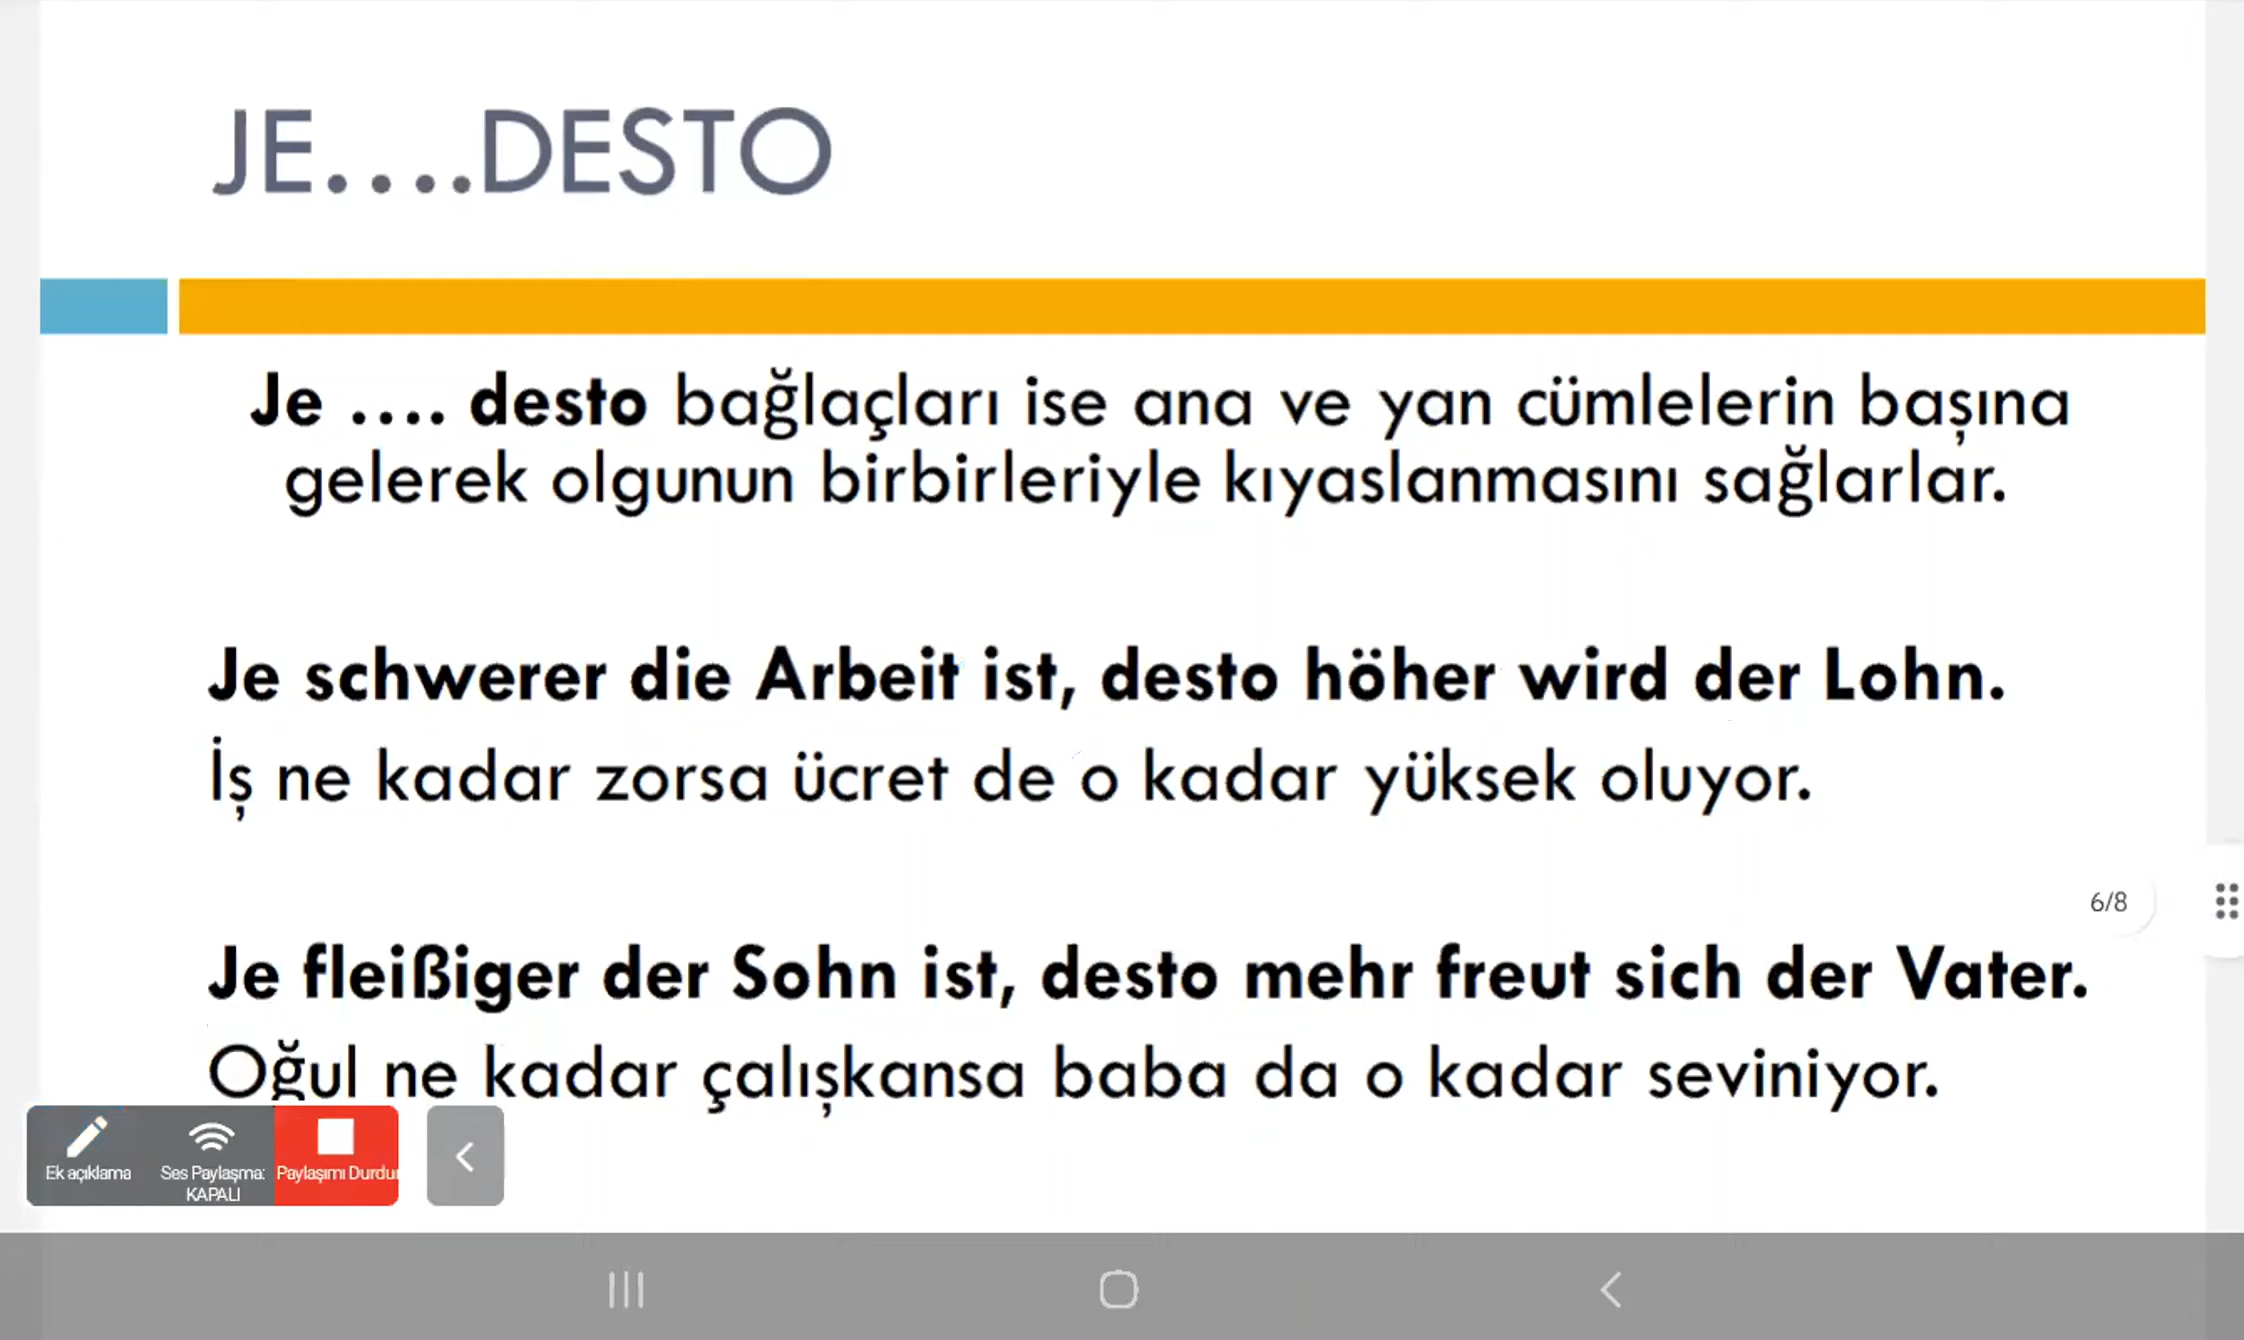 JE....DESTO
Je .... desto bağlaçları ise ana ve yan cümlelerin başına
gelerek olgunun birbirleriyle kıyaslanmasını sağlarlar.
Je schwerer die Arbeit ist, desto höher wird der Lohn.
İş ne kadar zorsa ücret de o kadar yüksek oluyor.
6/8
Je fleißiger der Sohn ist, desto mehr freut sich der Vater.
Oğul ne kadar çalışkansa baba da o kadar seviniyor.
Ek açıklama
Ses Paylaşma:
KAPALI
Paylaşımı Durdur